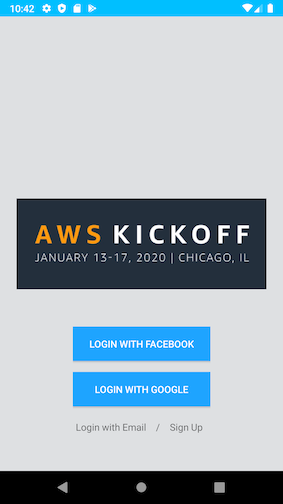 10:42
AWS KICKOFF
JANUARY 13-17, 2020 | CHICAGO, IL
LOGIN WITH FACEBOOK
LOGIN WITH GOOGLE
Login with Email / Sign Up